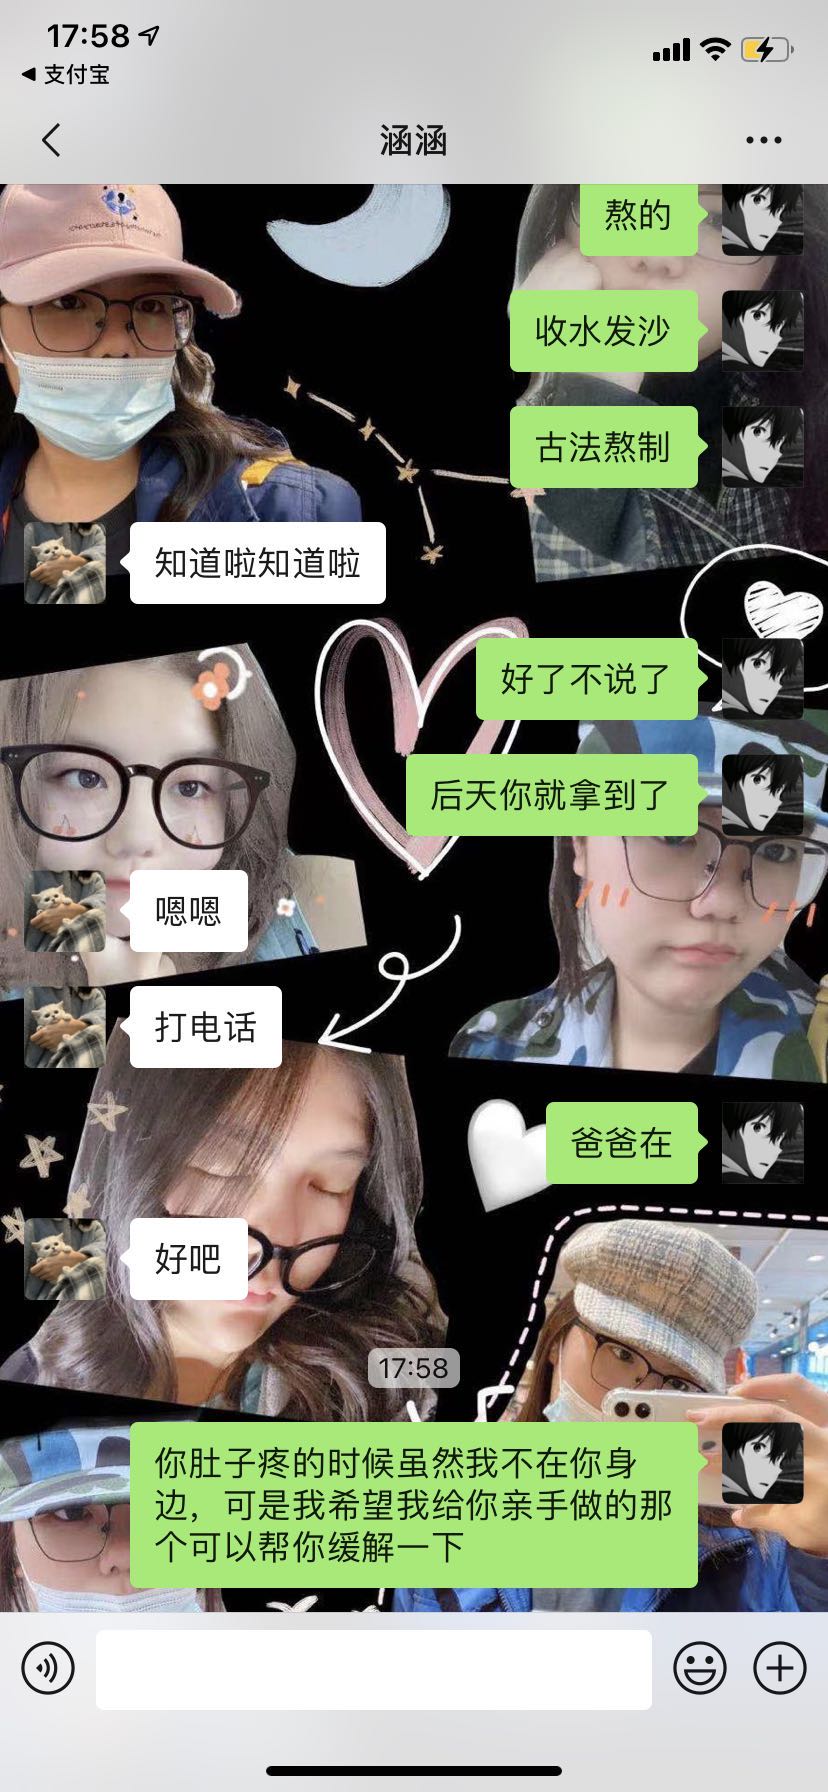 17:58
支付宝
涵涵
熬的
收水发沙
古法熬制
知道啦知道啦
好了不说了
后天你就拿到了
嗯嗯
打电话
爸爸在
好吧
17:58
你肚子疼的时候虽然我不在你身
边，可是我希望我给你亲手做的那
个可以帮你缓解一下